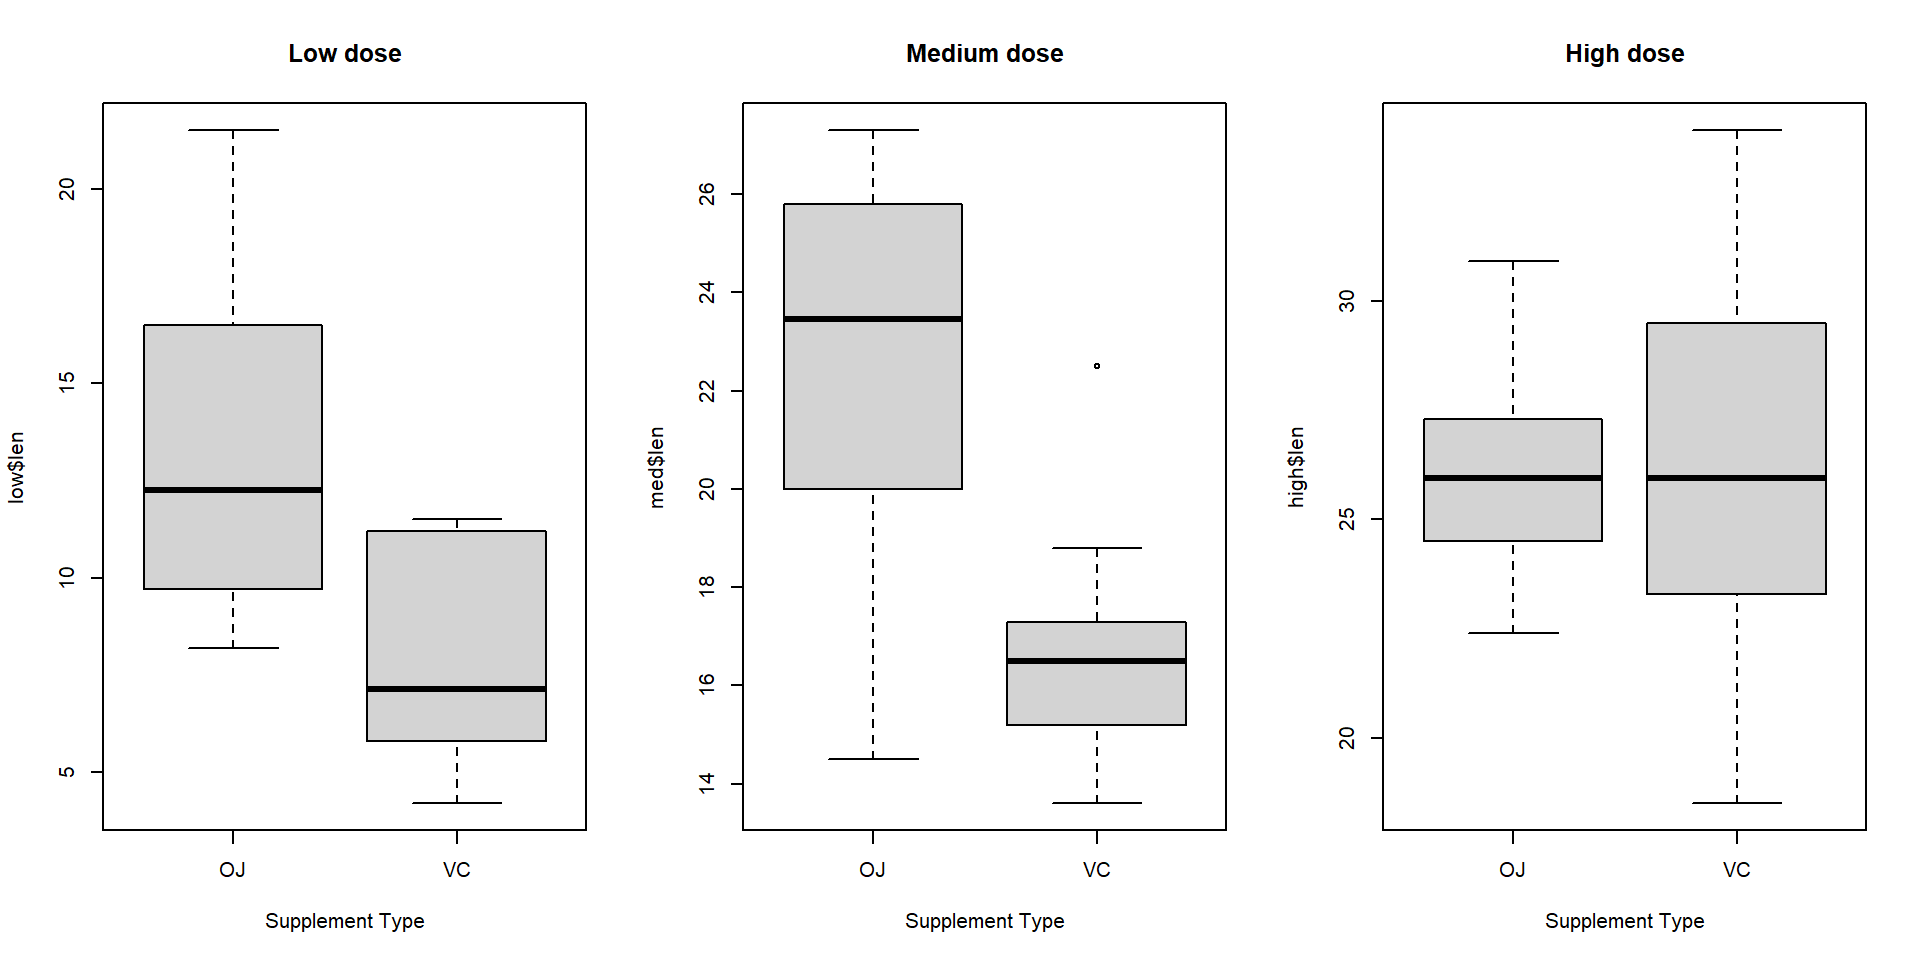 Low dose
low$len
20
15
10
5
OJ VC
Supplement Type
Medium dose
med$len
26
24
22
20
18
16
14
OJ VC
Supplement Type
High dose
high$len
30
25
20
OJ VC
Supplement Type